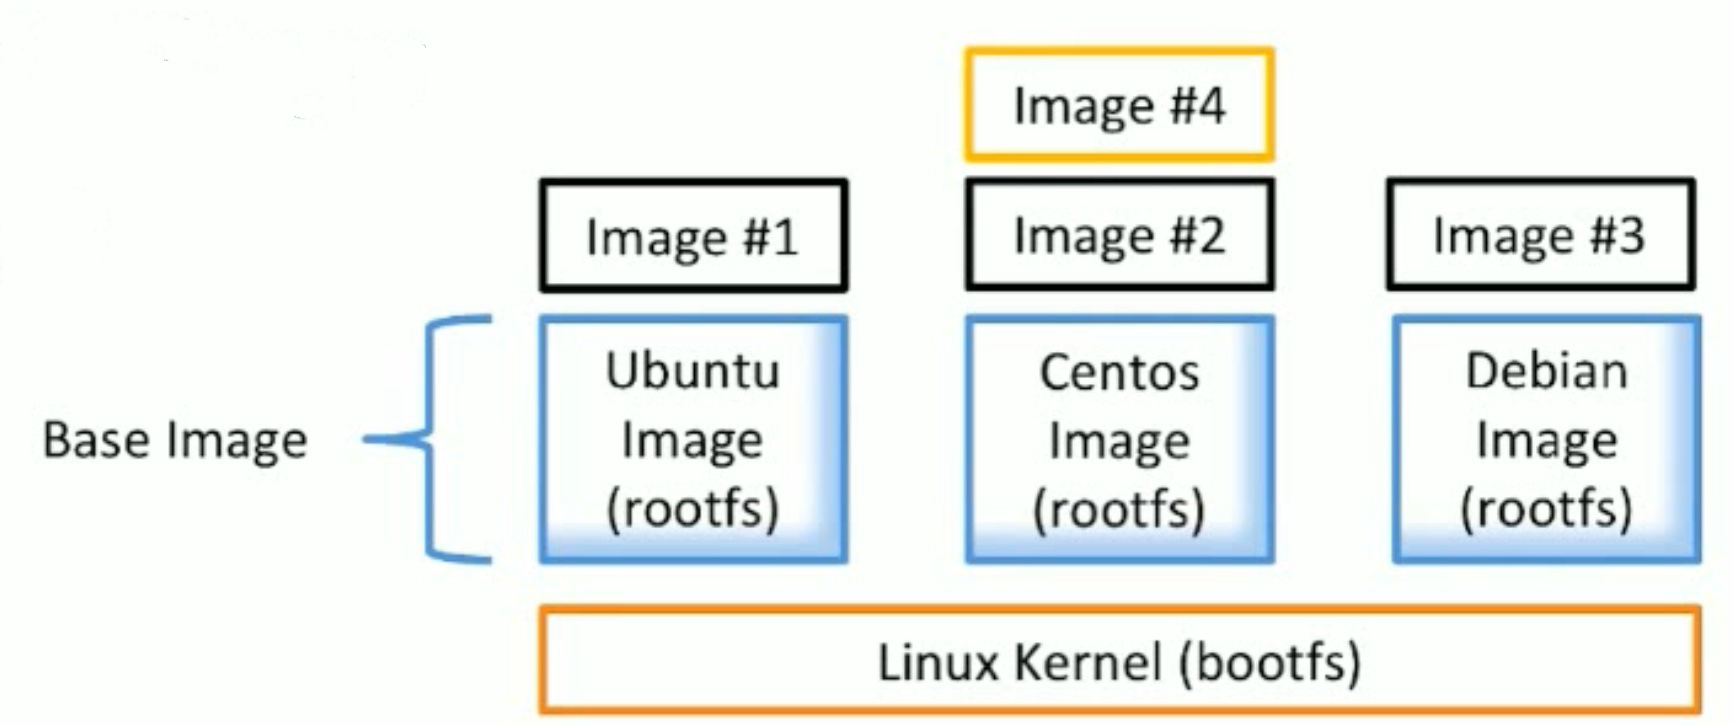 Image #4
Image #1
Image #2
Image #3
Base Image
Ubuntu
Image
(rootfs)
Centos
Image
(rootfs)
Debian
Image
(rootfs)
Linux Kernel (bootfs)